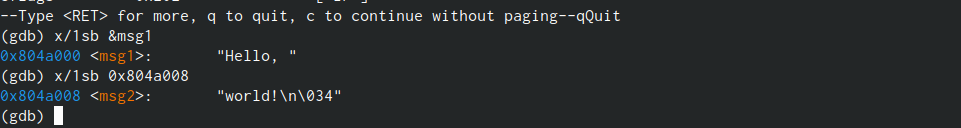 --Type <RET> for more, q to quit, c to continue without paging--qQuit
(gdb) x/1sb &msg1
0x804a000 <msg1>:        "Hello, "
(gdb) x/1sb 0x804a008
0x804a008 <msg2>:        "world!\n\034"
(gdb)